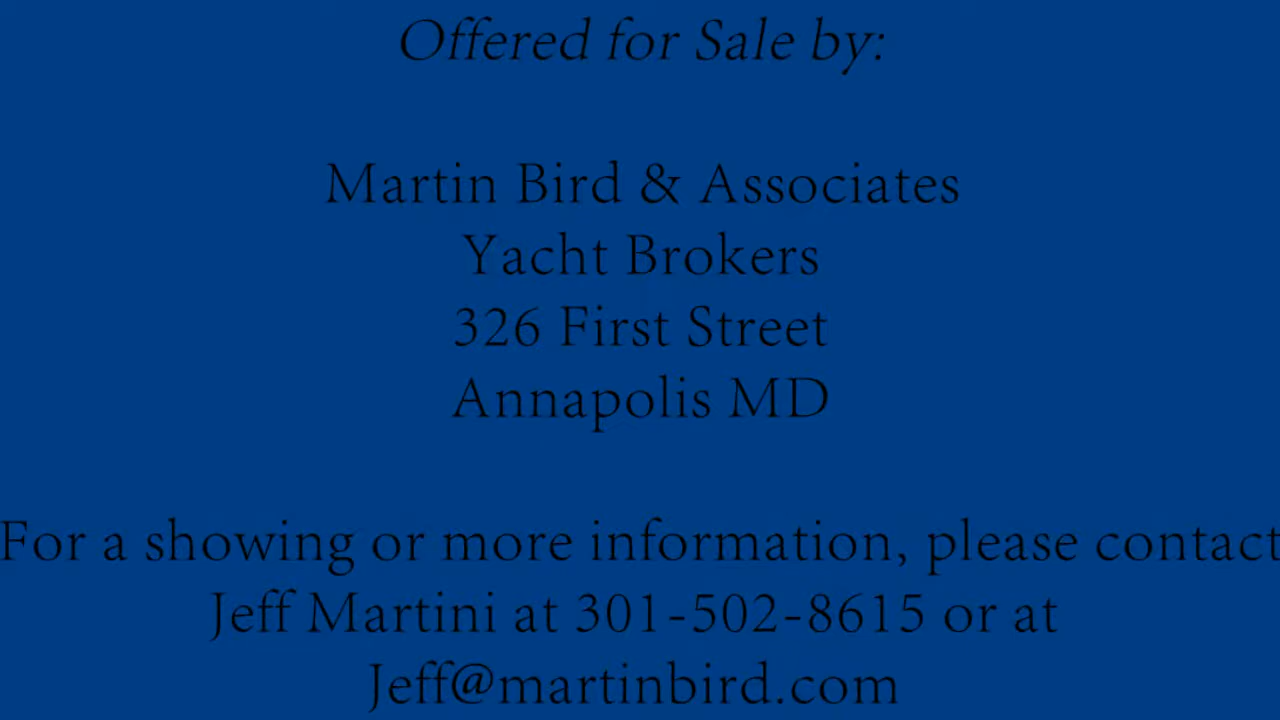 Offered for Sale by:
Martin Bird & Associates
Yacht Brokers
326 First Street
Annapolis MD
For a showing or more information, please contact
Jeff Martini at 301-502-8615 or at
Jeff@martinbird.com